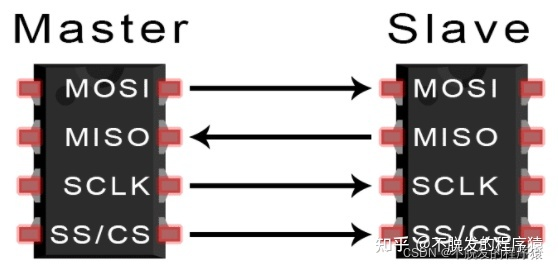 Master Slave
MOSI MOSI
MISO MISO
SCLK SCLK
SS/CS SS/CS
知乎 @不脱发的程序猿
CSDN @不脱发的程序猿